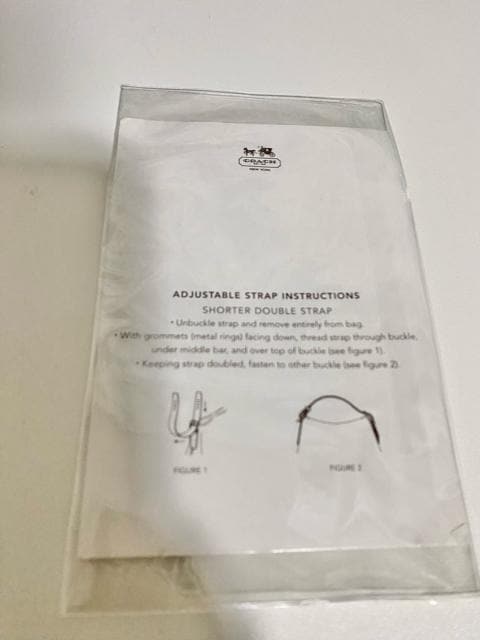 COACH
NEW YORK
ADJUSTABLE STRAP INSTRUCTIONS
SHORTER DOUBLE STRAP
• Unbuckle strap and remove entirely from bag.
• With grommets (metal rings) facing down, thread strap through buckle,
under middle bar, and over top of buckle (see figure 1).
• Keeping strap doubled, fasten to other buckle (see figure 2).
FIGURE 1
FIGURE 2